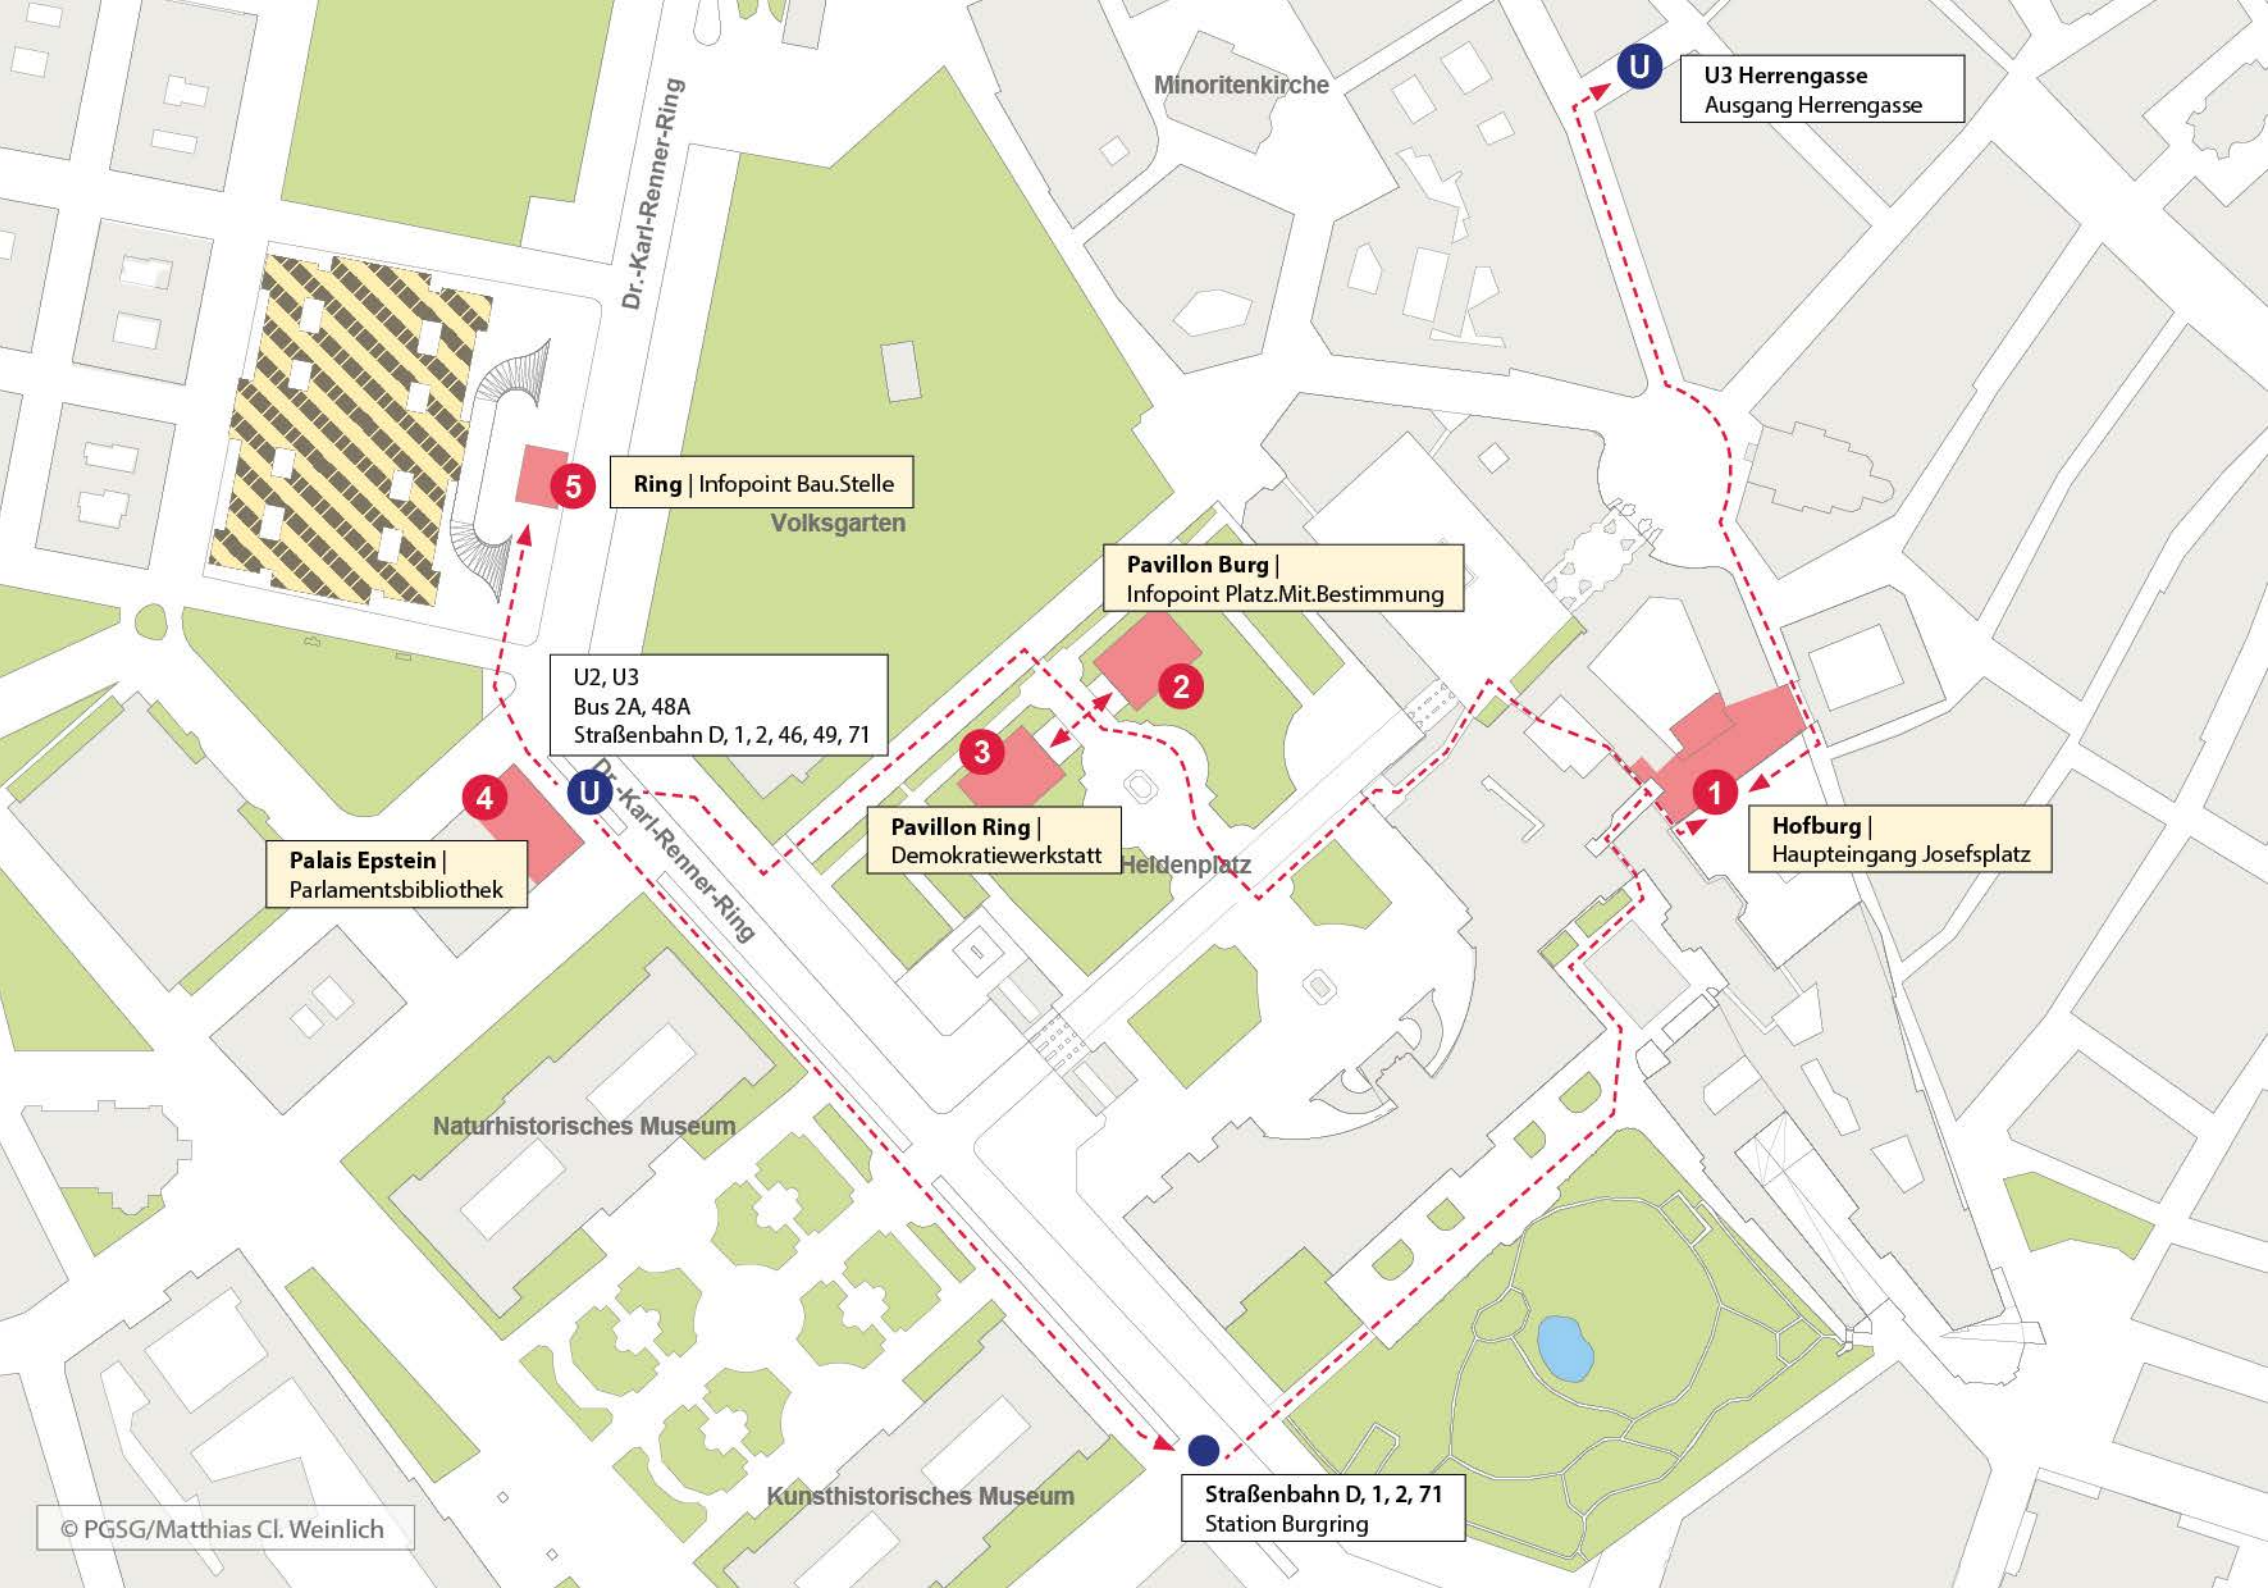 Minoritenkirche
U
U3 Herrengasse
Ausgang Herrengasse
Dr.-Karl-Renner-Ring
5
Ring | Infopoint Bau.Stelle
Volksgarten
Pavillon Burg |
Infopoint Platz.Mit.Bestimmung
2
U2, U3
Bus 2A, 48A
Straßenbahn D, 1, 2, 46, 49, 71
3
4
U
1
Dr.-Karl-Renner-Ring
Pavillon Ring |
Demokratiewerkstatt
Heldenplatz
Hofburg |
Haupteingang Josefsplatz
Palais Epstein |
Parlamentsbibliothek
Naturhistorisches Museum
Kunsthistorisches Museum
Straßenbahn D, 1, 2, 71
Station Burgring
© PGSG/Matthias Cl. Weinlich